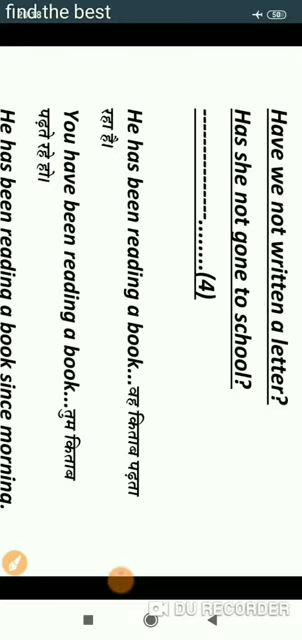 find the best
50
Have we not written a letter?
Has she not gone to school?
--------------........(4)
He has been reading a book...वह किताब पढ़ता
रहा है।
You have been reading a book...तुम किताब
पढ़ते रहे हो।
He has been reading a book since morning.
DU RECORDER